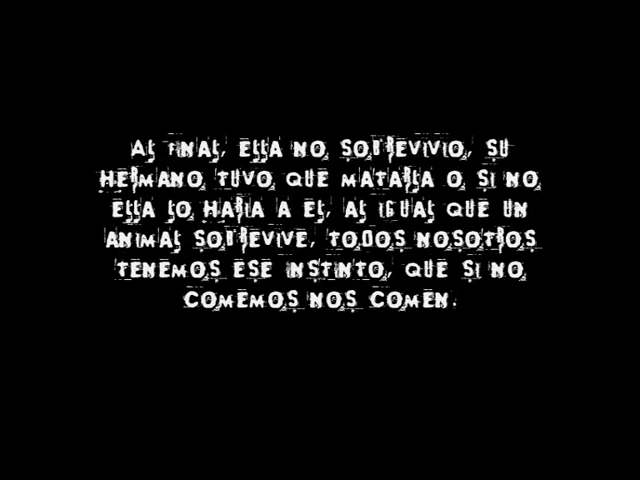 AL FINAL, ELLA NO SOBREVIVIO, SU
HERMANO TUVO QUE MATARLA O SI NO
ELLA LO HARIA A EL, AL IGUAL QUE UN
ANIMAL SOBREVIVE, TODOS NOSOTROS
TENEMOS ESE INSTINTO, QUE SI NO
COMEMOS NOS COMEN.